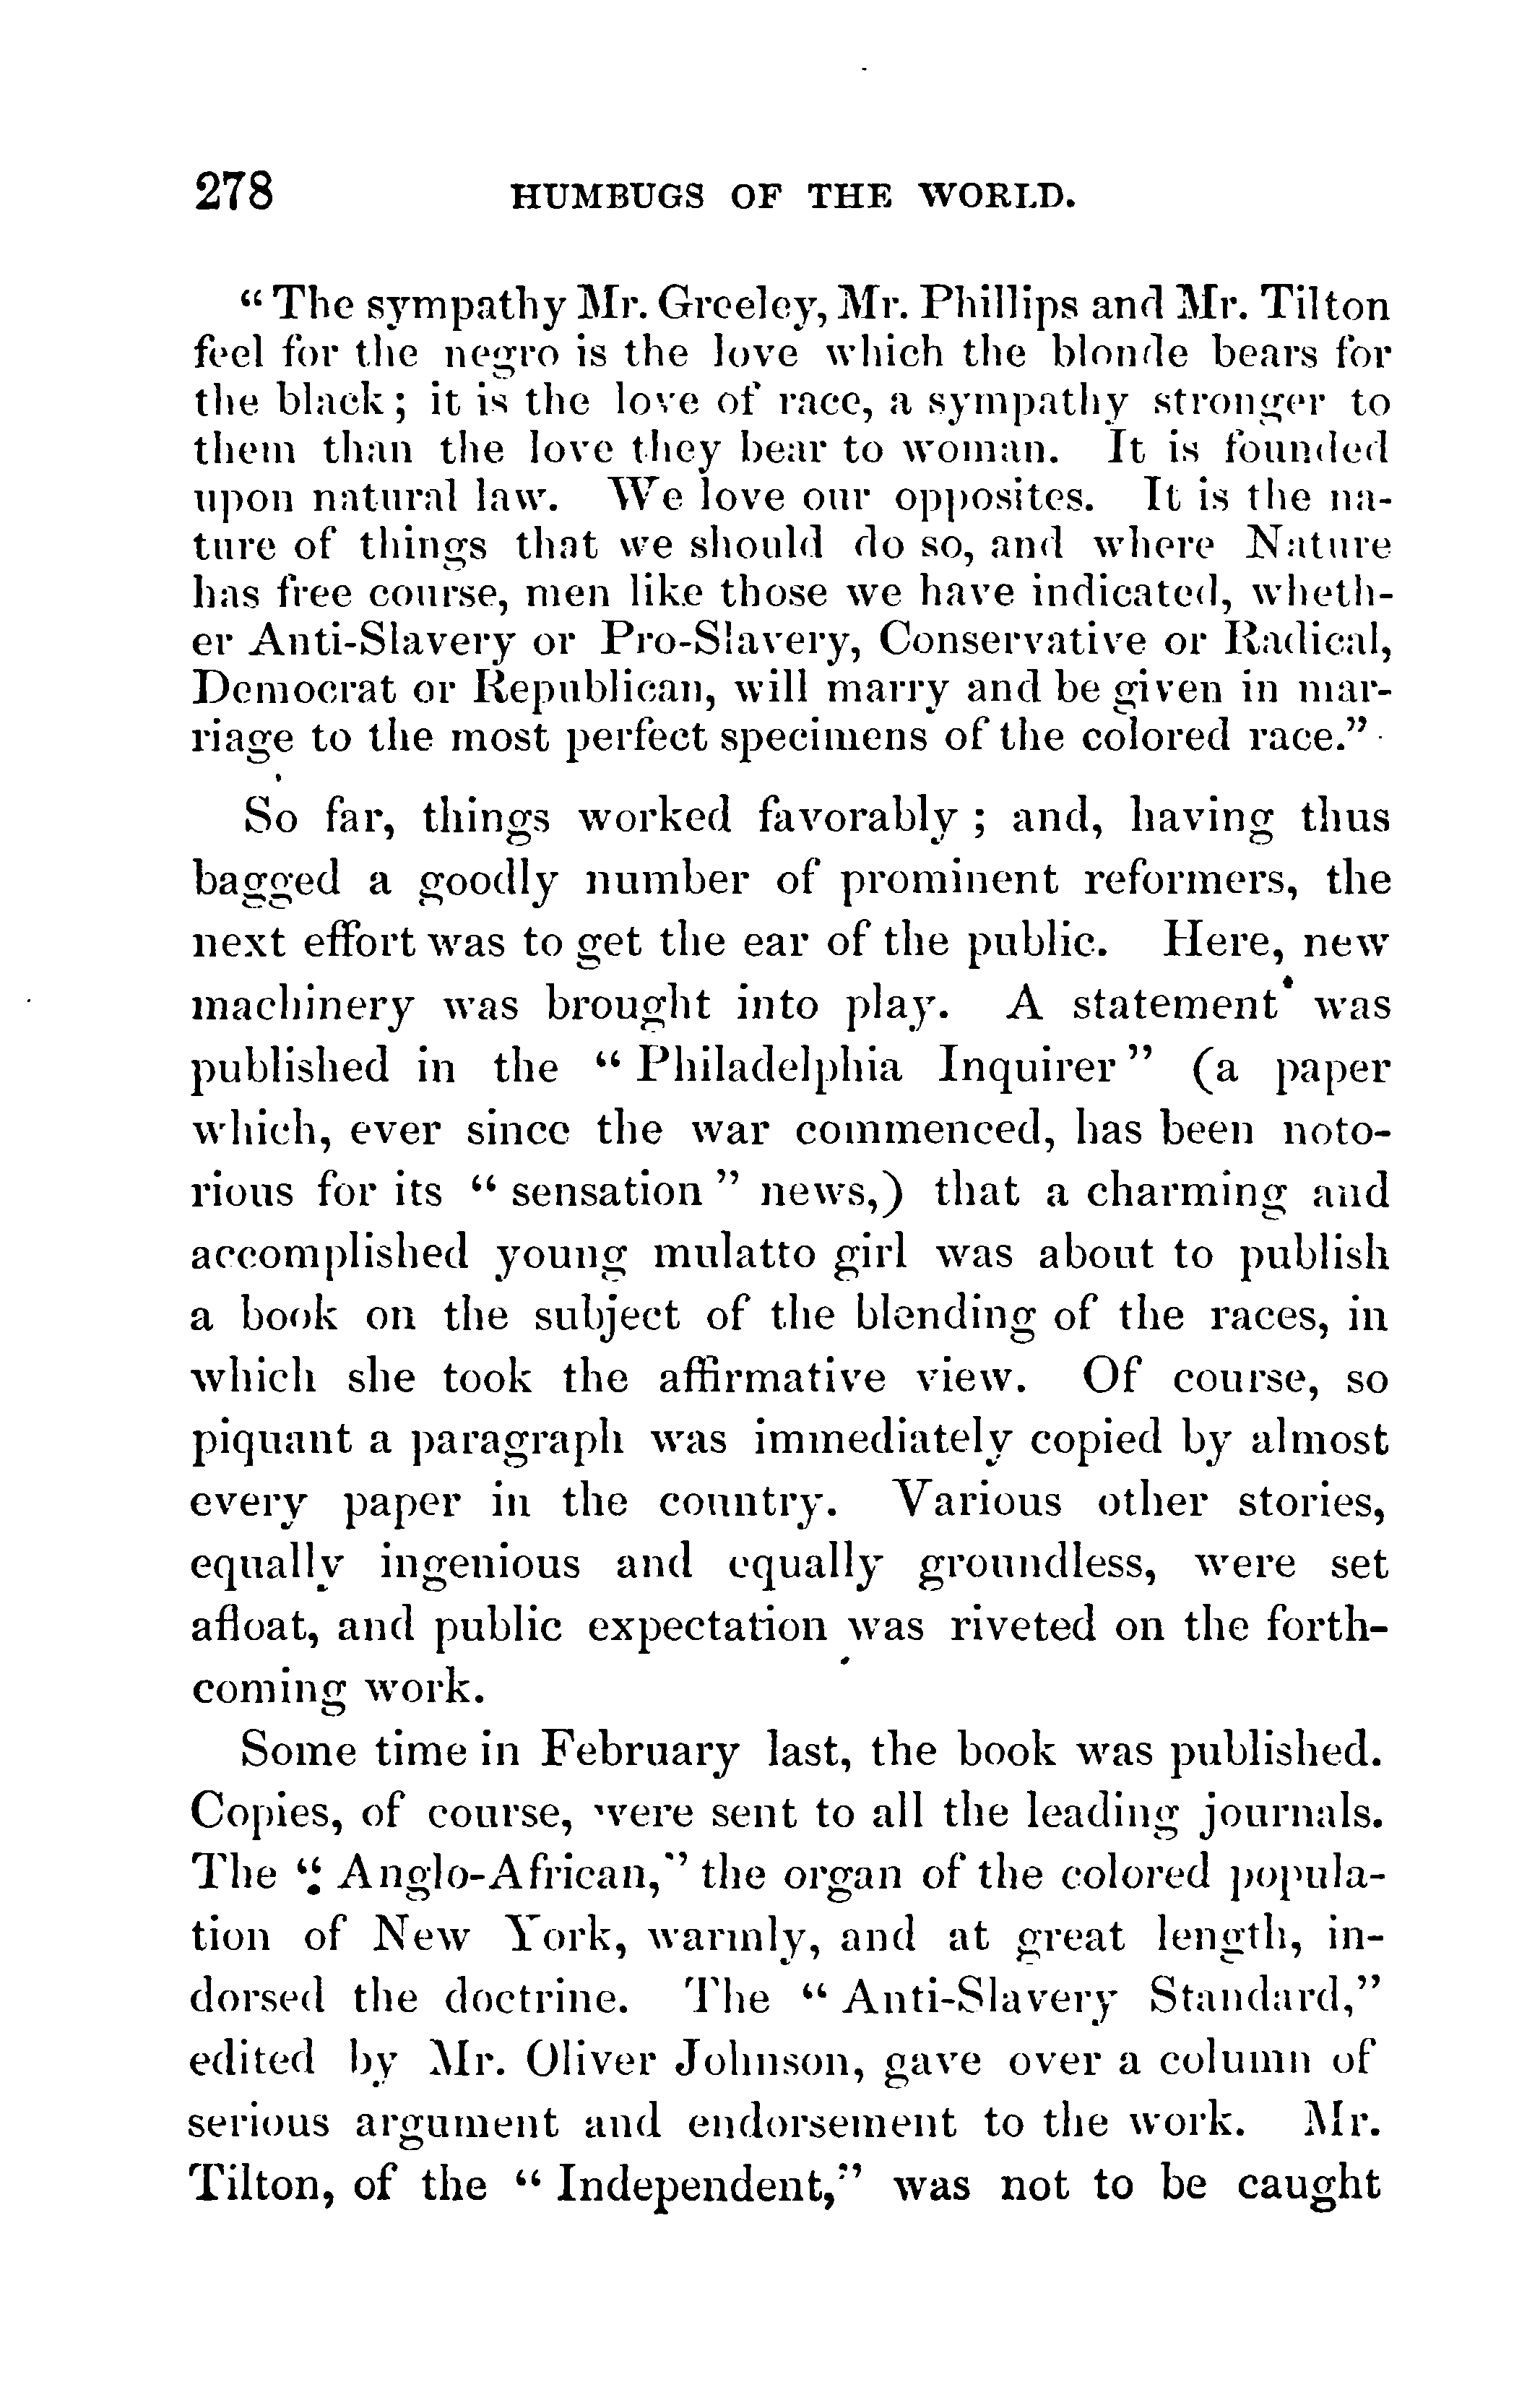 278 HUMBUGS OF THE WORLD.
“ The sympathy Mr. Greeley, Mr. Phillips and Mr. Tilton
feel for the negro is the love which the blonde bears for
the black ; it is the love of race, a sympathy stronger to
them than the love they bear to woman. It is founded
upon natural law. We love our opposites. It is the na-
ture of things that we should do so, and where Nature
has free course, men like those we have indicated, wheth-
er Anti-Slavery or Pro-Slavery, Conservative or Radical,
Democrat or Republican, will marry and be given in mar-
riage to the most perfect specimens of the colored race.”
So far, things worked favorably ; and, having thus
bagged a goodly number of prominent reformers, the
next effort was to get the ear of the public. Here, new
machinery was brought into play. A statement was
published in the “ Philadelphia Inquirer ” (a paper
which, ever since the war commenced, has been noto-
rious for its “ sensation ” news,) that a charming and
accomplished young mulatto girl was about to publish
a book on the subject of the blending of the races, in
which she took the affirmative view. Of course, so
piquant a paragraph was immediately copied by almost
every paper in the country. Various other stories,
equally ingenious and equally groundless, were set
afloat, and public expectation was riveted on the forth-
coming work.
Some time in February last, the book was published.
Copies, of course, were sent to all the leading journals.
The “ Anglo-African,” the organ of the colored popula-
tion of New York, warmly, and at great length, in-
dorsed the doctrine. The “ Anti-Slavery Standard,”
edited by Mr. Oliver Johnson, gave over a column of
serious argument and endorsement to the work. Mr.
Tilton, of the “ Independent,” was not to be caught